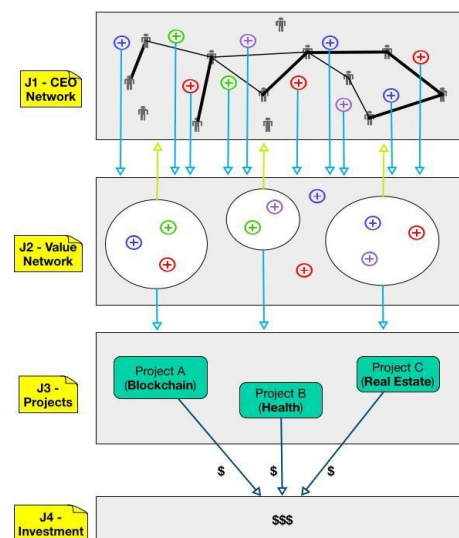 J1 - CEO
Network
J2 - Value
Network
J3 -
Projects
Project A
(Blockchain)
Project B
(Health)
Project C
(Real Estate)
$
$
$
J4 -
Investment
$$$